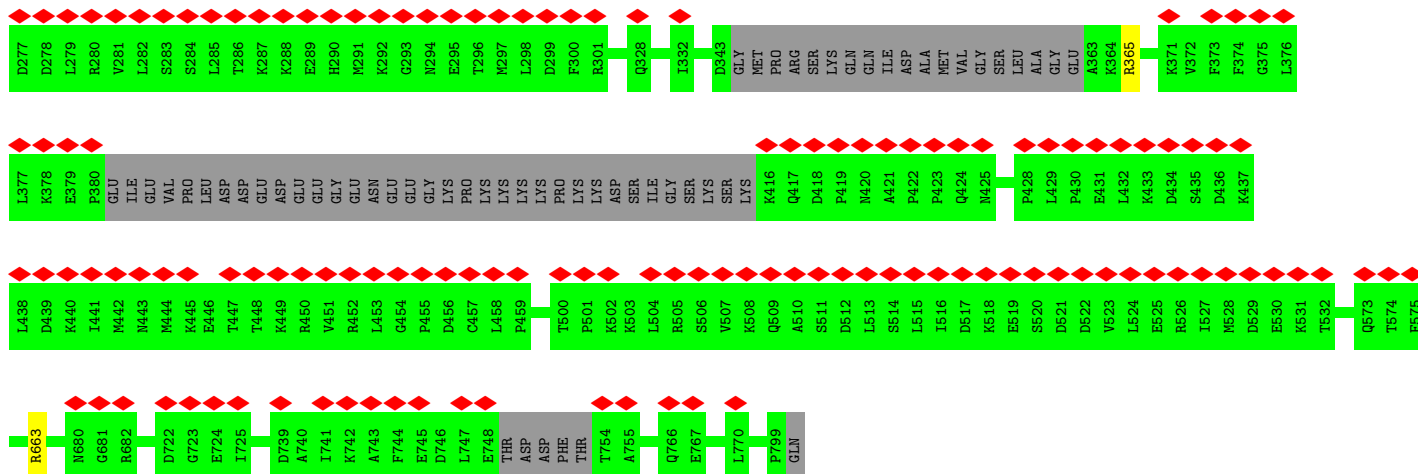 D277 D278 L279 R280 V281 L282 S283 S284 L285 T286 K287 K288 E289 H290 M291 K292 G293 N294 E295 T296 M297 L298 D299 F300 R301 Q328 I332 D343 GLY MET PRO ARG SER LYS GLN GLN ILE ASP ALA MET VAL GLY SER LEU ALA GLY GLU A363 K364 R365 K371 V372 F373 F374 G375 L376
L377 K378 E379 P380 GLU ILE GLU VAL PRO LEU ASP ASP GLU ASP GLU GLU GLY GLU ASN GLU GLU GLY LYS PRO LYS LYS LYS LYS PRO LYS LYS ASP SER ILE GLY SER LYS SER LYS K416 Q417 D418 P419 N420 A421 P422 P423 Q424 N425 P428 L429 P430 E431 L432 K433 D434 S435 D436 K437
L438 D439 K440 I441 M442 N443 M444 K445 E446 T447 T448 K449 R450 V451 R452 L453 G454 P455 D456 C457 L458 P459 T500 P501 K502 K503 L504 R505 S506 V507 K508 Q509 A510 S511 D512 L513 S514 L515 I516 D517 K518 E519 S520 D521 D522 V523 L524 E525 R526 I527 M528 D529 E530 K531 T532 Q573 T574 E575
R663 N680 G681 R682 D722 G723 E724 I725 D739 A740 I741 K742 A743 F744 E745 D746 L747 E748 THR ASP ASP PHE THR T754 A755 Q766 E767 L770 P799 GLN